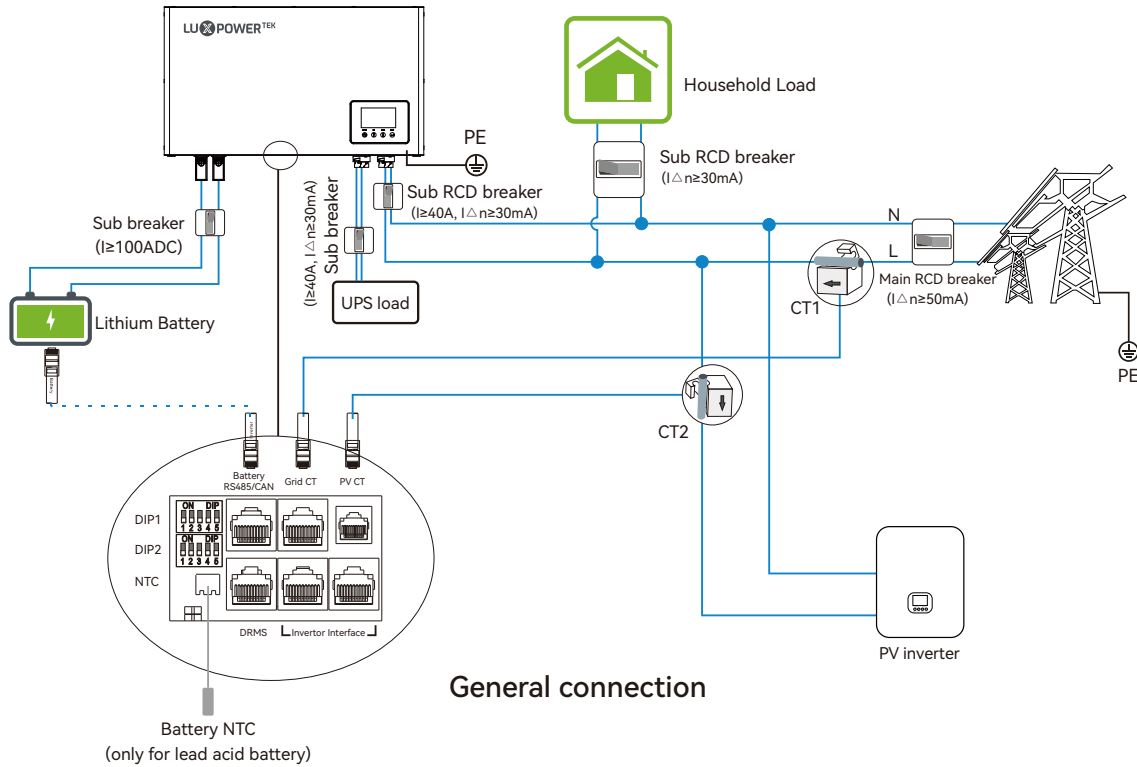 LUXPOWER TEK
Household Load
PE
Sub RCD breaker
(I△n≥30mA)
Sub RCD breaker
(I≥40A, I△n≥30mA)
Sub breaker
(I≥40A, I△n≥30mA)
Sub breaker
(I≥100ADC)
N
L
Main RCD breaker
(I△n≥50mA)
UPS load
CT1
Lithium Battery
PE
Battery
CT2
Battery
RS485/CAN
Grid CT
PV CT
DIP1
ON DIP
1 2 3 4 5
DIP2
ON DIP
1 2 3 4 5
NTC
DRMS
Invertor Interface
PV inverter
General connection
Battery NTC
(only for lead acid battery)